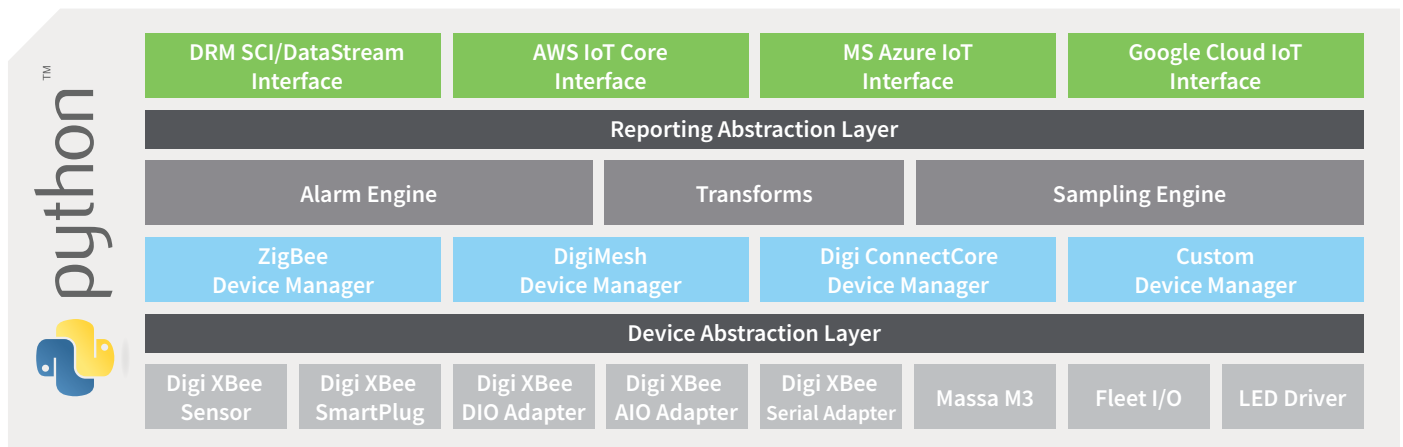 python™
DRM SCI/DataStream
Interface
AWS IoT Core
Interface
MS Azure IoT
Interface
Google Cloud IoT
Interface
Reporting Abstraction Layer
Alarm Engine
Transforms
Sampling Engine
ZigBee
Device Manager
DigiMesh
Device Manager
Digi ConnectCore
Device Manager
Custom
Device Manager
Device Abstraction Layer
Digi XBee
Sensor
Digi XBee
SmartPlug
Digi XBee
DIO Adapter
Digi XBee
AIO Adapter
Digi XBee
Serial Adapter
Massa M3
Fleet I/O
LED Driver